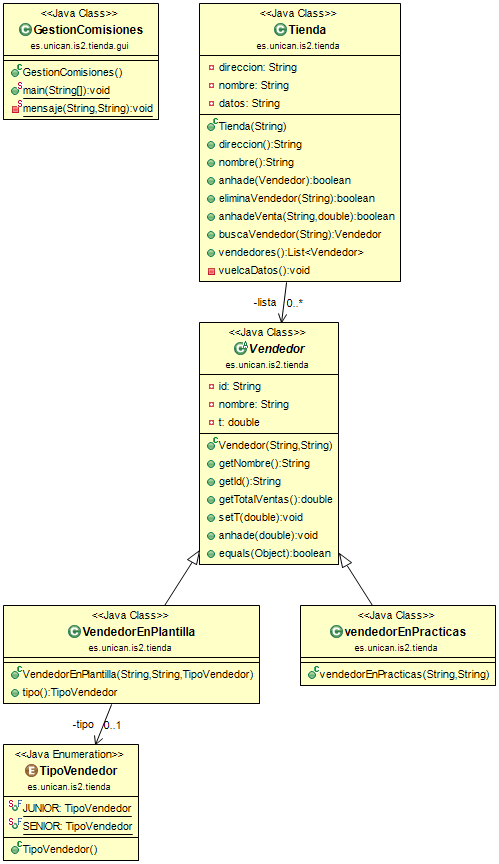 <<Java Class>>
GestionComisiones
es.unican.is2.tienda.gui
GestionComisiones()
main(String[]):void
mensaje(String,String):void
<<Java Class>>
Tienda
es.unican.is2.tienda
direccion: String
nombre: String
datos: String
Tienda(String)
direccion():String
nombre():String
anhade(Vendedor):boolean
eliminaVendedor(String):boolean
anhadeVenta(String,double):boolean
buscaVendedor(String):Vendedor
vendedores():List<Vendedor>
vuelcaDatos():void
-lista 0..*
<<Java Class>>
Vendedor
es.unican.is2.tienda
id: String
nombre: String
t: double
Vendedor(String,String)
getNombre():String
getId():String
getTotalVentas():double
setT(double):void
anhade(double):void
equals(Object):boolean
<<Java Class>>
VendedorEnPlantilla
es.unican.is2.tienda
VendedorEnPlantilla(String,String,TipoVendedor)
tipo():TipoVendedor
<<Java Class>>
vendedorEnPracticas
es.unican.is2.tienda
vendedorEnPracticas(String,String)
-tipo 0..1
<<Java Enumeration>>
TipoVendedor
es.unican.is2.tienda
JUNIOR: TipoVendedor
SENIOR: TipoVendedor
TipoVendedor()